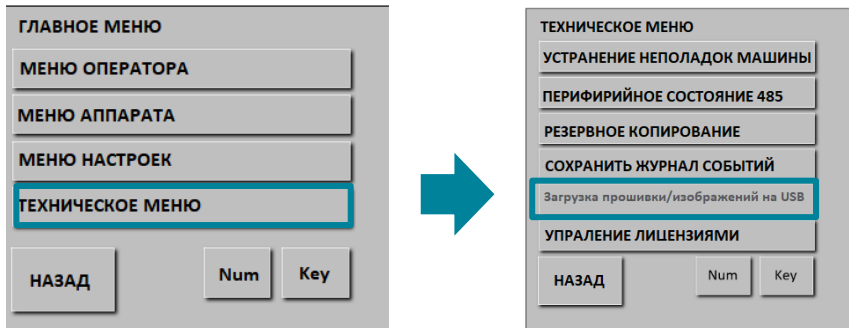 ГЛАВНОЕ МЕНЮ
МЕНЮ ОПЕРАТОРА
МЕНЮ АППАРАТА
МЕНЮ НАСТРОЕК
ТЕХНИЧЕСКОЕ МЕНЮ
НАЗАД
Num
Key
ТЕХНИЧЕСКОЕ МЕНЮ
УСТРАНЕНИЕ НЕПОЛАДОК МАШИНЫ
ПЕРИФИРИЙНОЕ СОСТОЯНИЕ 485
РЕЗЕРВНОЕ КОПИРОВАНИЕ
СОХРАНИТЬ ЖУРНАЛ СОБЫТИЙ
Загрузка прошивки/изображений на USB
УПРАЛЕНИЕ ЛИЦЕНЗИЯМИ
НАЗАД
Num
Key